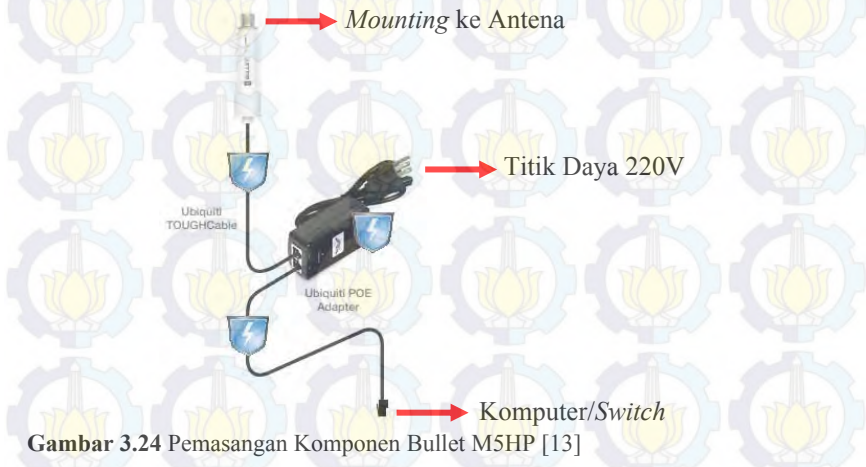 Mounting ke Antena
Titik Daya 220V
Ubiquiti
TOUGHCable
Ubiquiti POE
Adapter
Komputer/Switch
Gambar 3.24 Pemasangan Komponen Bullet M5HP [13]